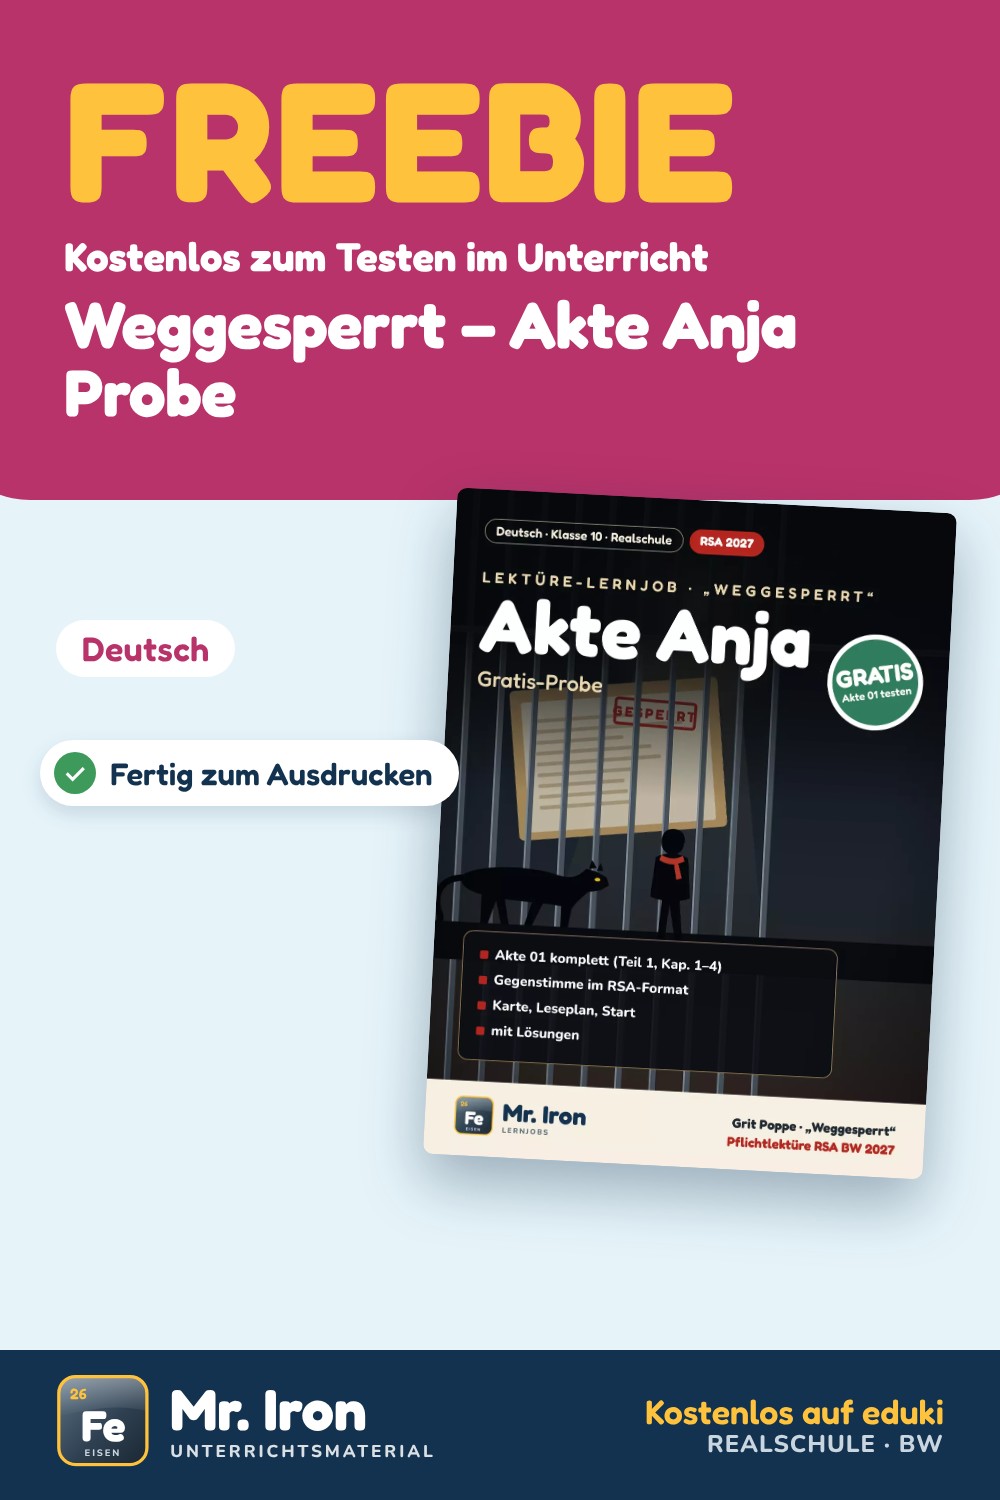 FREEBIE
Kostenlos zum Testen im Unterricht
Weggesperrt – Akte Anja
Probe
Deutsch · Klasse 10 · Realschule
RSA 2027
LEKTÜRE-LERNJOB · „WEGGESPERRT“
Akte Anja
Gratis-Probe
GRATIS
Akte 01 testen
GESPERRT
Deutsch
Fertig zum Ausdrucken
Akte 01 komplett (Teil 1, Kap. 1–4)
Gegenstimme im RSA-Format
Karte, Leseplan, Start
mit Lösungen
26
Fe
EISEN
Mr. Iron
LERNJOBS
Grit Poppe · „Weggesperrt“
Pflichtlektüre RSA BW 2027
26
Fe
EISEN
Mr. Iron
UNTERRICHTSMATERIAL
Kostenlos auf eduki
REALSCHULE · BW